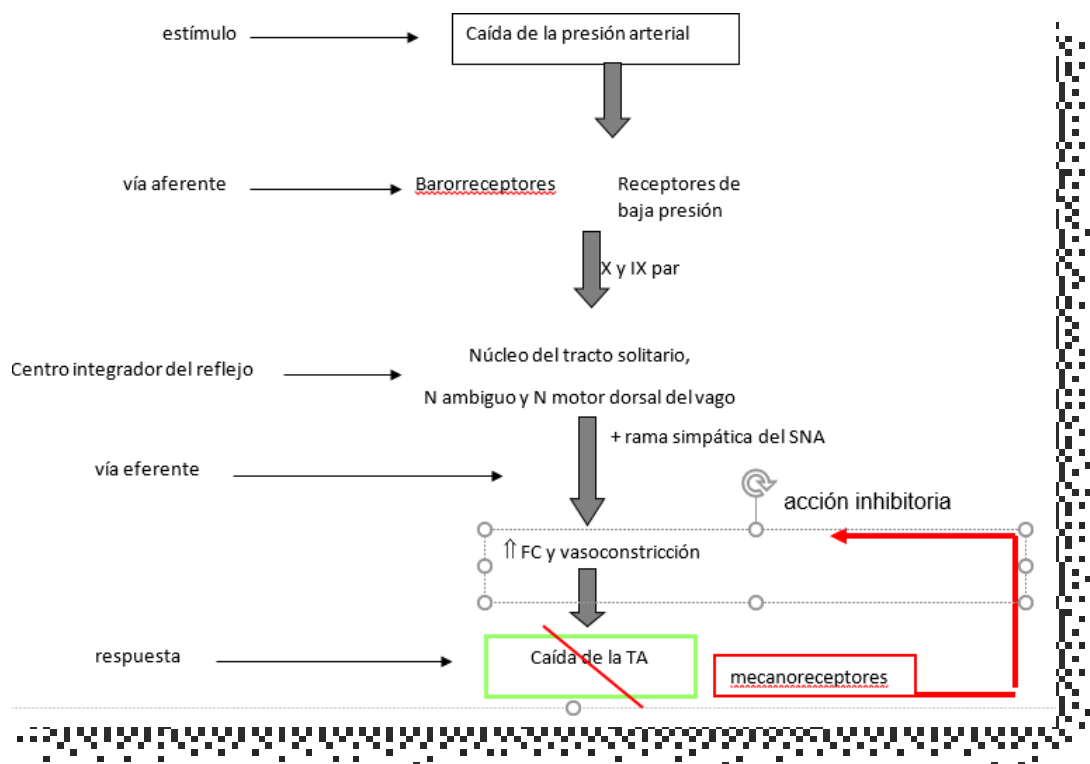 estímulo
Caída de la presión arterial
vía aferente
Barorreceptores
Receptores de
baja presión
X y IX par
Centro integrador del reflejo
Núcleo del tracto solitario,
N ambiguo y N motor dorsal del vago
+ rama simpática del SNA
vía eferente
acción inhibitoria
⇑ FC y vasoconstricción
respuesta
Caída de la TA
mecanoreceptores